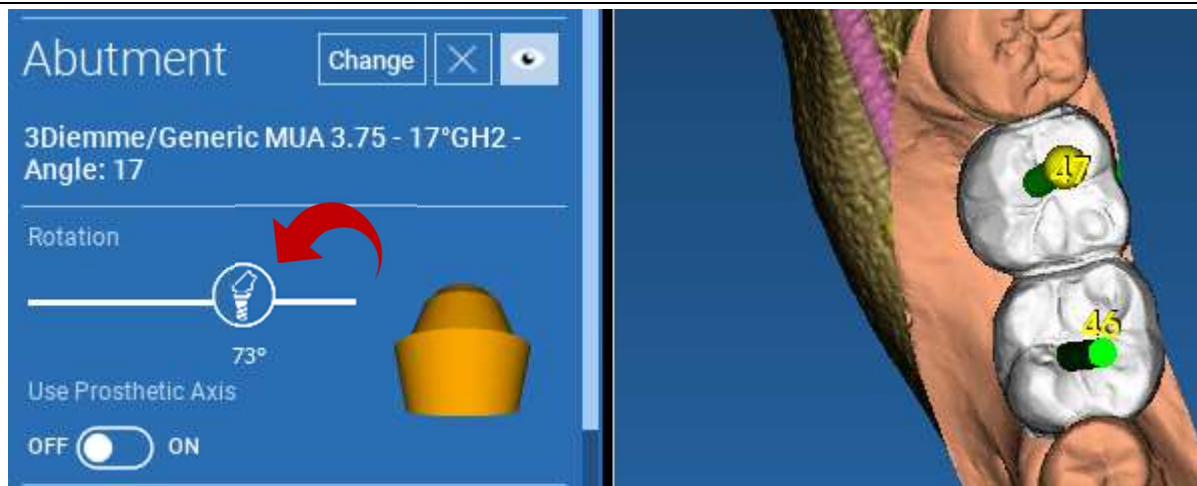 Abutment
Change
3Diemme/Generic MUA 3.75 - 17°GH2 -
Angle: 17
Rotation
73°
Use Prosthetic Axis
OFF ON
47
46